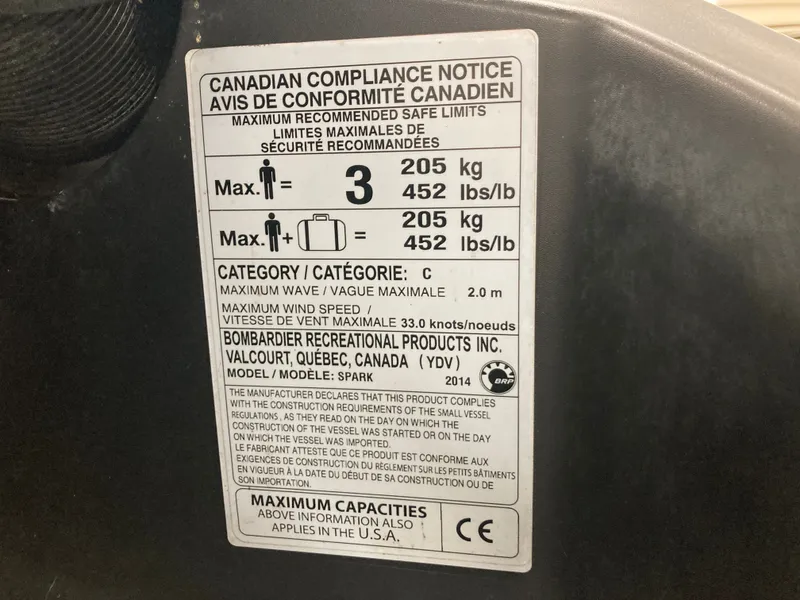 CANADIAN COMPLIANCE NOTICE
AVIS DE CONFORMITÉ CANADIEN
MAXIMUM RECOMMENDED SAFE LIMITS
LIMITES MAXIMALES DE
SÉCURITÉ RECOMMANDÉES
Max. = 3 205 kg
452 lbs/lb
Max. + = 205 kg
452 lbs/lb
CATEGORY / CATÉGORIE: C
MAXIMUM WAVE / VAGUE MAXIMALE 2.0 m
MAXIMUM WIND SPEED /
VITESSE DE VENT MAXIMALE 33.0 knots/noeuds
BOMBARDIER RECREATIONAL PRODUCTS INC.
VALCOURT, QUÉBEC, CANADA (YDV)
MODEL / MODÈLE: SPARK 2014 BRP
THE MANUFACTURER DECLARES THAT THIS PRODUCT COMPLIES
WITH THE CONSTRUCTION REQUIREMENTS OF THE SMALL VESSEL
REGULATIONS, AS THEY READ ON THE DAY ON WHICH THE
CONSTRUCTION OF THE VESSEL WAS STARTED OR ON THE DAY
ON WHICH THE VESSEL WAS IMPORTED.
LE FABRICANT ATTESTE QUE CE PRODUIT EST CONFORME AUX
EXIGENCES DE CONSTRUCTION DU RÈGLEMENT SUR LES PETITS BÂTIMENTS
EN VIGUEUR À LA DATE DU DÉBUT DE SA CONSTRUCTION OU DE
SON IMPORTATION.
MAXIMUM CAPACITIES
ABOVE INFORMATION ALSO
APPLIES IN THE U.S.A.
CE